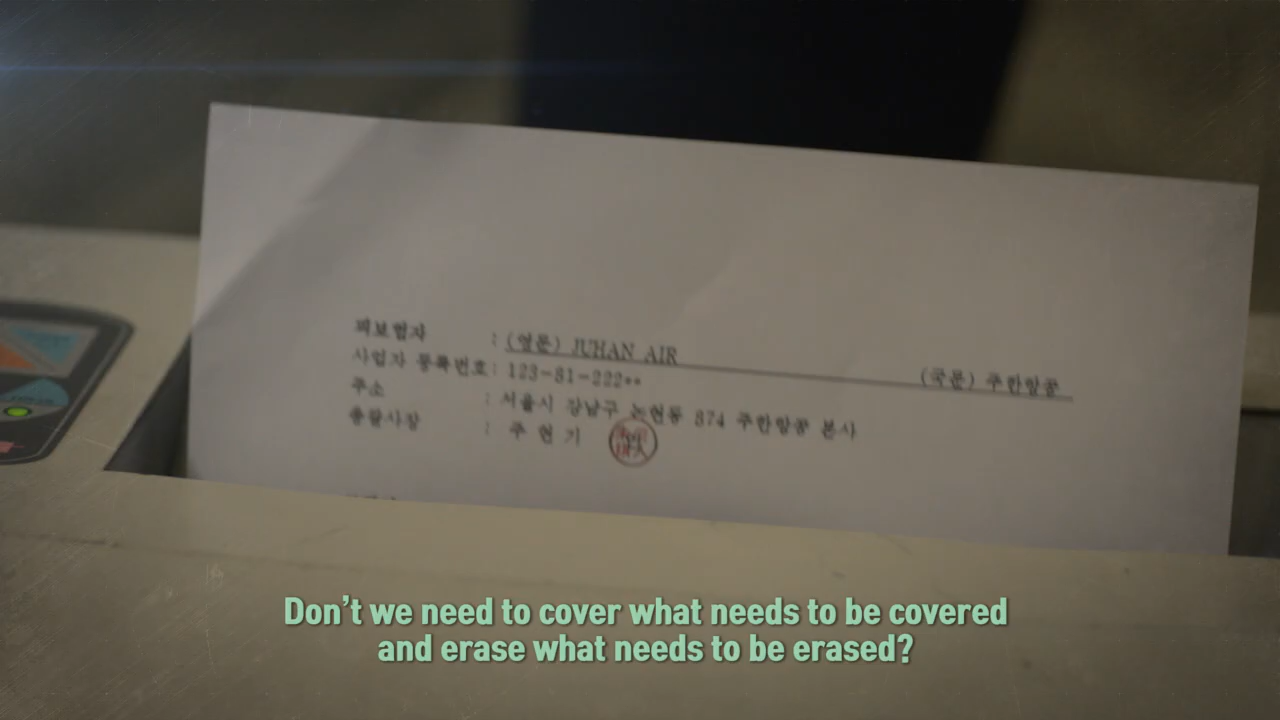 피보험자 : (영문) JUHAN AIR (국문) 주한항공
사업자 등록번호: 123-81-222**
주소 : 서울시 강남구 논현동 874 주한항공 본사
총괄사장 : 주 현 기
Don't we need to cover what needs to be covered
and erase what needs to be erased?